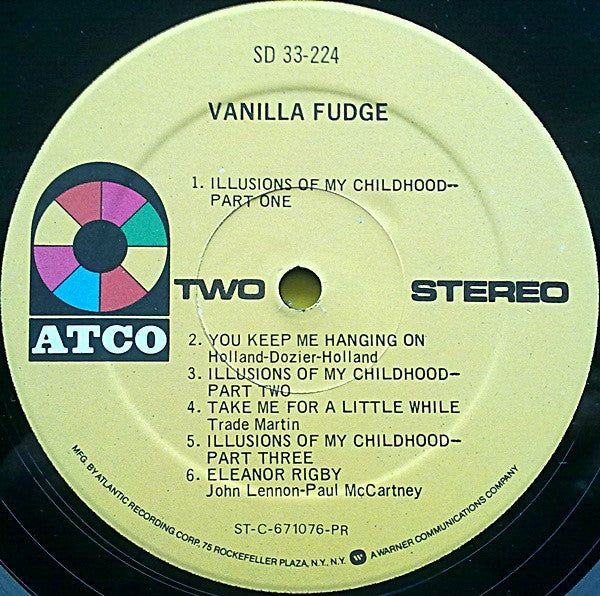 SD 33-224
VANILLA FUDGE
1. ILLUSIONS OF MY CHILDHOOD--
PART ONE
TWO
STEREO
ATCO
2. YOU KEEP ME HANGING ON
Holland-Dozier-Holland
3. ILLUSIONS OF MY CHILDHOOD--
PART TWO
4. TAKE ME FOR A LITTLE WHILE
Trade Martin
5. ILLUSIONS OF MY CHILDHOOD--
PART THREE
6. ELEANOR RIGBY
John Lennon-Paul McCartney
ST-C-671076-PR
MFG. BY ATLANTIC RECORDING CORP. 75 ROCKEFELLER PLAZA, N.Y., N.Y. W A WARNER COMMUNICATIONS COMPANY